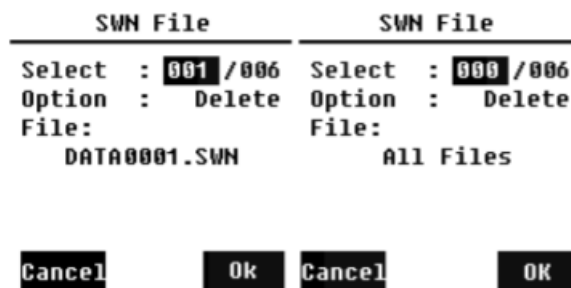 SWN File
Select : 001 /006
Option : Delete
File:
DATA0001.SWN
Cancel Ok
SWN File
Select : 000 /006
Option : Delete
File:
All Files
Cancel OK